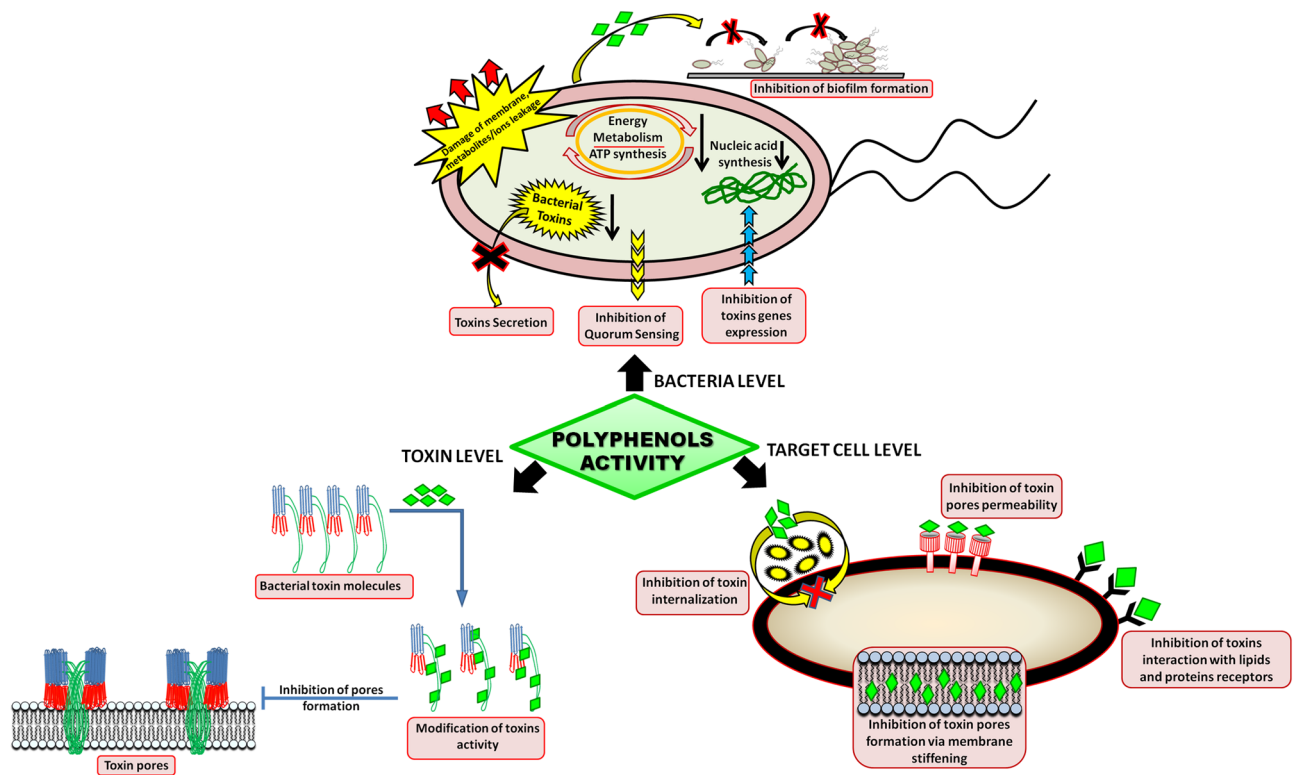 Inhibition of biofilm formation
Damage of membrane,
metabolites/ions leakage
Energy
Metabolism
ATP synthesis
Nucleic acid
synthesis
Bacterial
Toxins
Toxins Secretion
Inhibition of
Quorum Sensing
Inhibition of
toxins genes
expression
BACTERIA LEVEL
POLYPHENOLS
ACTIVITY
TOXIN LEVEL
TARGET CELL LEVEL
Bacterial toxin molecules
Modification of toxins
activity
Inhibition of pores
formation
Toxin pores
Inhibition of toxin
pores permeability
Inhibition of toxin
internalization
Inhibition of toxins
interaction with lipids
and proteins receptors
Inhibition of toxin pores
formation via membrane
stiffening